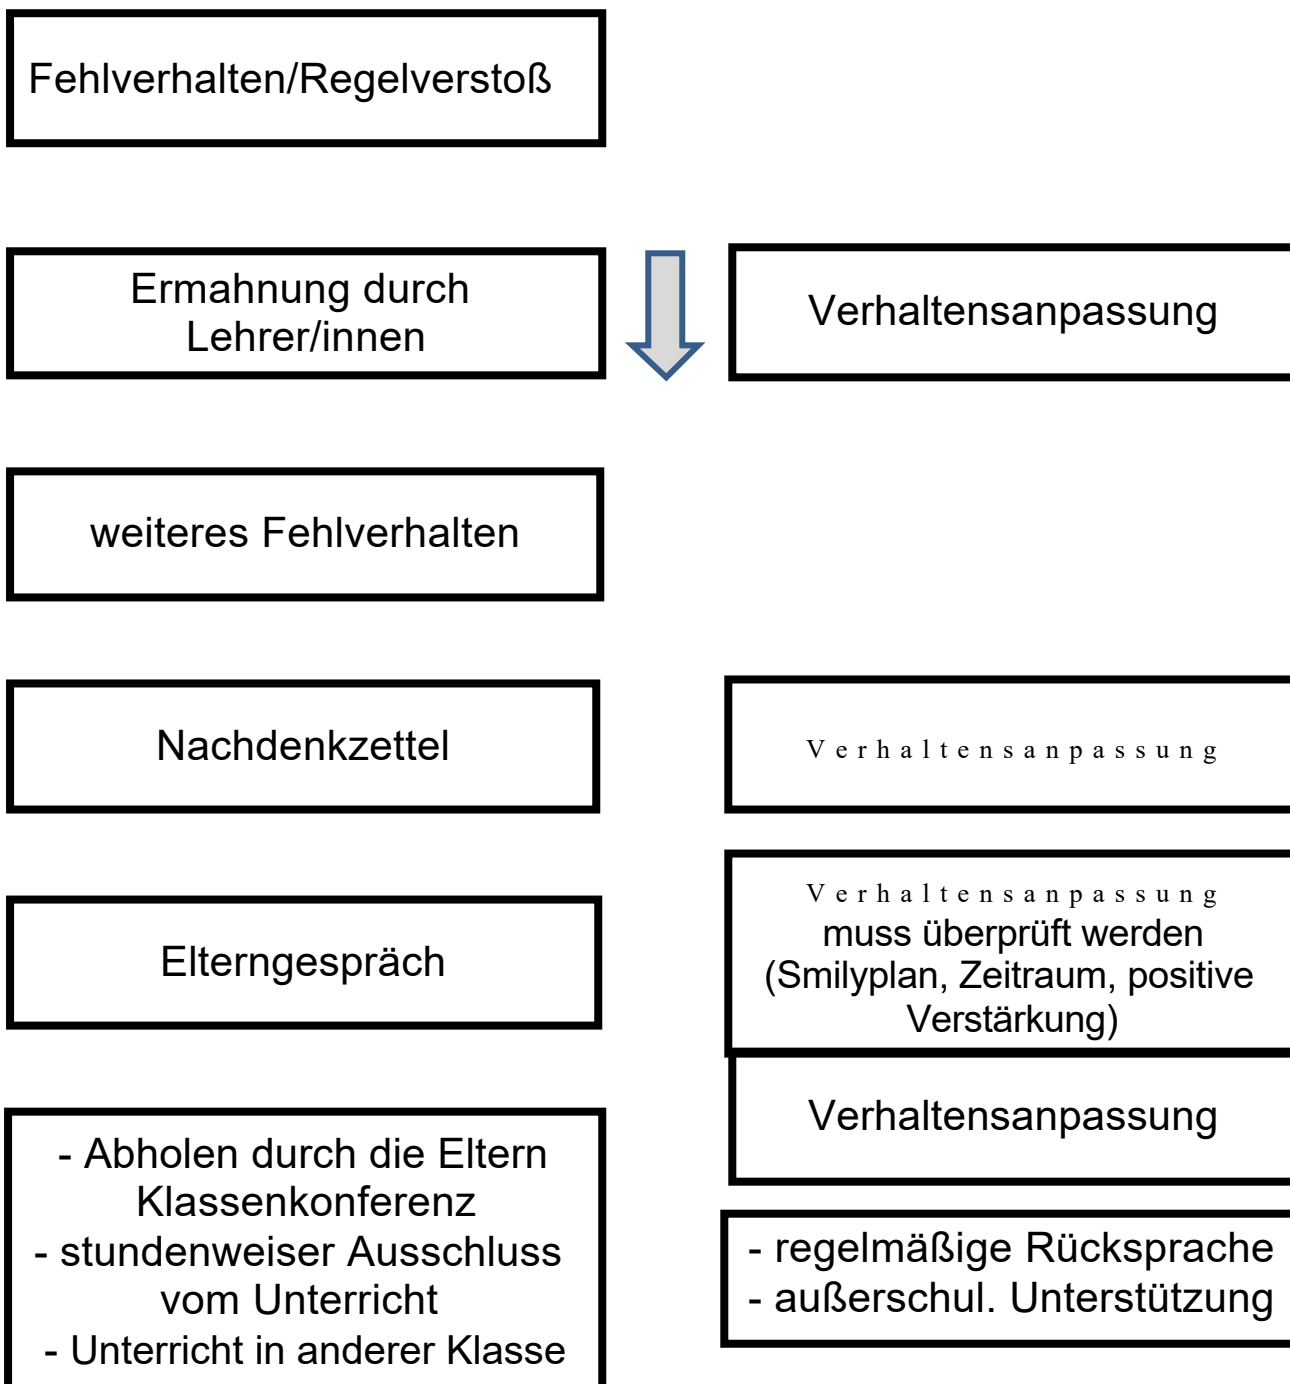 Fehlverhalten/Regelverstoß
Ermahnung durch
Lehrer/innen
Verhaltensanpassung
weiteres Fehlverhalten
Nachdenkzettel
Verhaltensanpassung
Elterngespräch
Verhaltensanpassung
muss überprüft werden
(Smilyplan, Zeitraum, positive
Verstärkung)
Verhaltensanpassung
- Abholen durch die Eltern
Klassenkonferenz
- stundenweiser Ausschluss
vom Unterricht
- Unterricht in anderer Klasse
- regelmäßige Rücksprache
- außerschul. Unterstützung